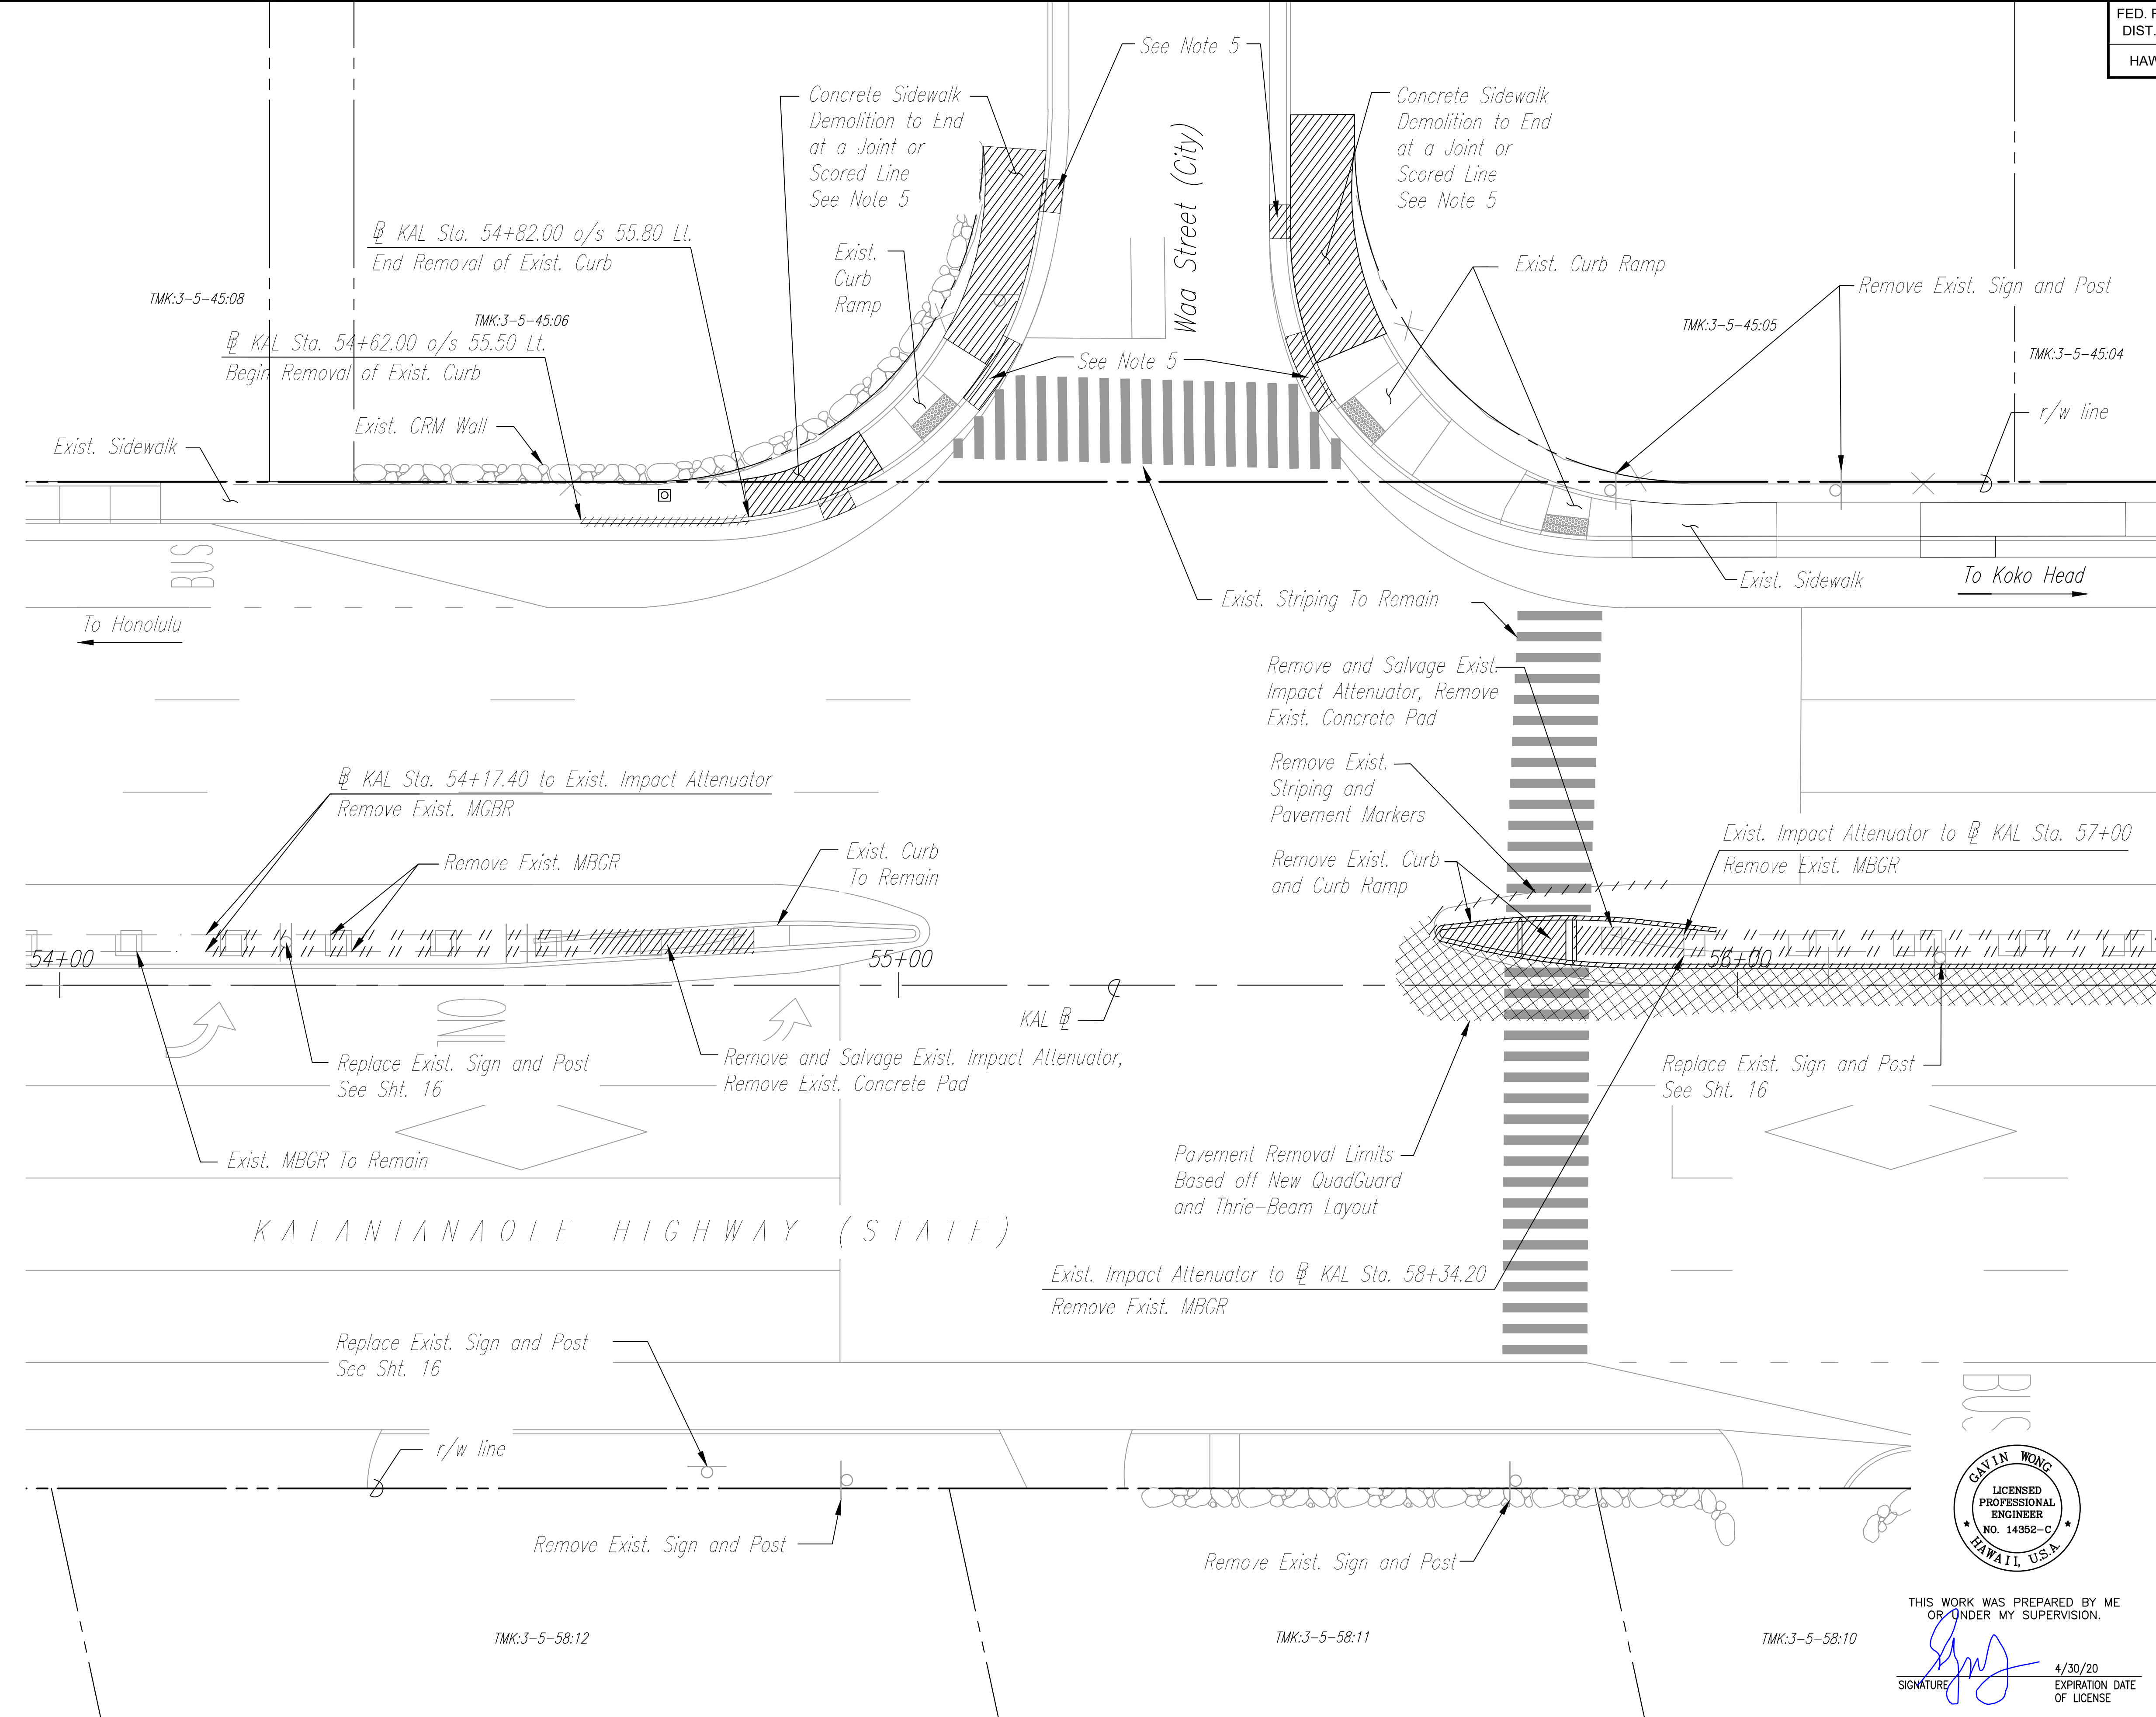 FED.
DIST.
HAW
See Note 5
Concrete Sidewalk
Demolition to End
at a Joint or
Scored Line
See Note 5
Concrete Sidewalk
Demolition to End
at a Joint or
Scored Line
See Note 5
Waa Street (City)
℄ KAL Sta. 54+82.00 o/s 55.80 Lt.
End Removal of Exist. Curb
Exist.
Curb
Ramp
Exist. Curb Ramp
Remove Exist. Sign and Post
TMK:3-5-45:08
TMK:3-5-45:06
TMK:3-5-45:05
TMK:3-5-45:04
℄ KAL Sta. 54+62.00 o/s 55.50 Lt.
Begin Removal of Exist. Curb
See Note 5
Exist. CRM Wall
r/w line
Exist. Sidewalk
BUS
Exist. Sidewalk
To Koko Head
Exist. Striping To Remain
To Honolulu
Remove and Salvage Exist.
Impact Attenuator, Remove
Exist. Concrete Pad
℄ KAL Sta. 54+17.40 to Exist. Impact Attenuator
Remove Exist. MGBR
Remove Exist.
Striping and
Pavement Markers
Exist. Impact Attenuator to ℄ KAL Sta. 57+00
Remove Exist. MBGR
Remove Exist. MBGR
Exist. Curb
To Remain
Remove Exist. Curb
and Curb Ramp
54+00
55+00
56+00
NO
KAL ℄
Replace Exist. Sign and Post
See Sht. 16
Remove and Salvage Exist. Impact Attenuator,
Remove Exist. Concrete Pad
Replace Exist. Sign and Post
See Sht. 16
Exist. MBGR To Remain
Pavement Removal Limits
Based off New QuadGuard
and Thrie-Beam Layout
KALANIANAOLE HIGHWAY (STATE)
Exist. Impact Attenuator to ℄ KAL Sta. 58+34.20
Remove Exist. MBGR
Replace Exist. Sign and Post
See Sht. 16
BUS
r/w line
Remove Exist. Sign and Post
Remove Exist. Sign and Post
GAVIN WONG
LICENSED
PROFESSIONAL
ENGINEER
NO. 14352-C
HAWAII, U.S.A.
TMK:3-5-58:12
TMK:3-5-58:11
TMK:3-5-58:10
THIS WORK WAS PREPARED BY ME
OR UNDER MY SUPERVISION.
4/30/20
SIGNATURE
EXPIRATION DATE
OF LICENSE